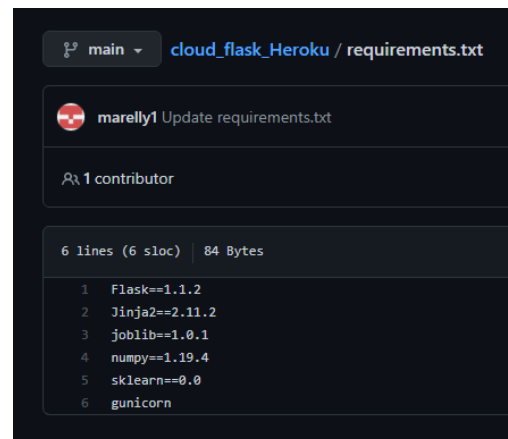 main cloud_flask_Heroku / requirements.txt
marelly1 Update requirements.txt
1 contributor
6 lines (6 sloc) 84 Bytes
1 Flask==1.1.2
2 Jinja2==2.11.2
3 joblib==1.0.1
4 numpy==1.19.4
5 sklearn==0.0
6 gunicorn